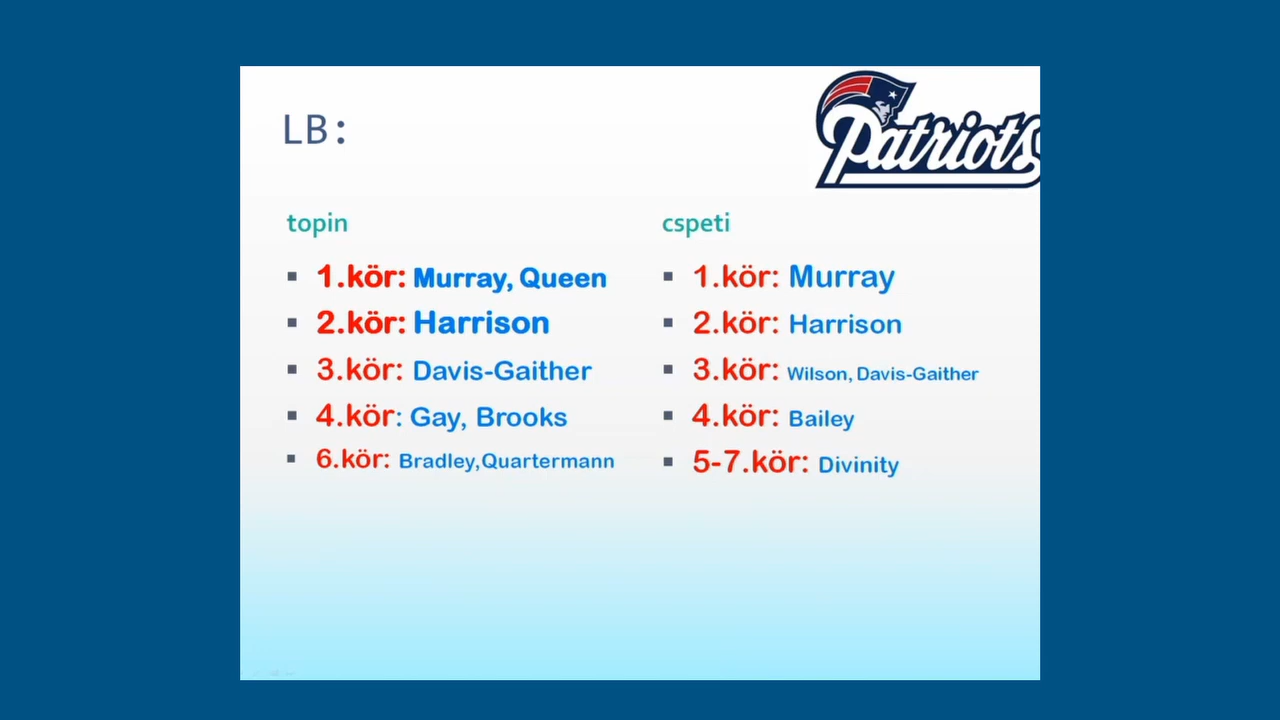 LB:
Patriots
topin
1.kör: Murray, Queen
2.kör: Harrison
3.kör: Davis-Gaither
4.kör: Gay, Brooks
6.kör: Bradley,Quartermann
cspeti
1.kör: Murray
2.kör: Harrison
3.kör: Wilson, Davis-Gaither
4.kör: Bailey
5-7.kör: Divinity